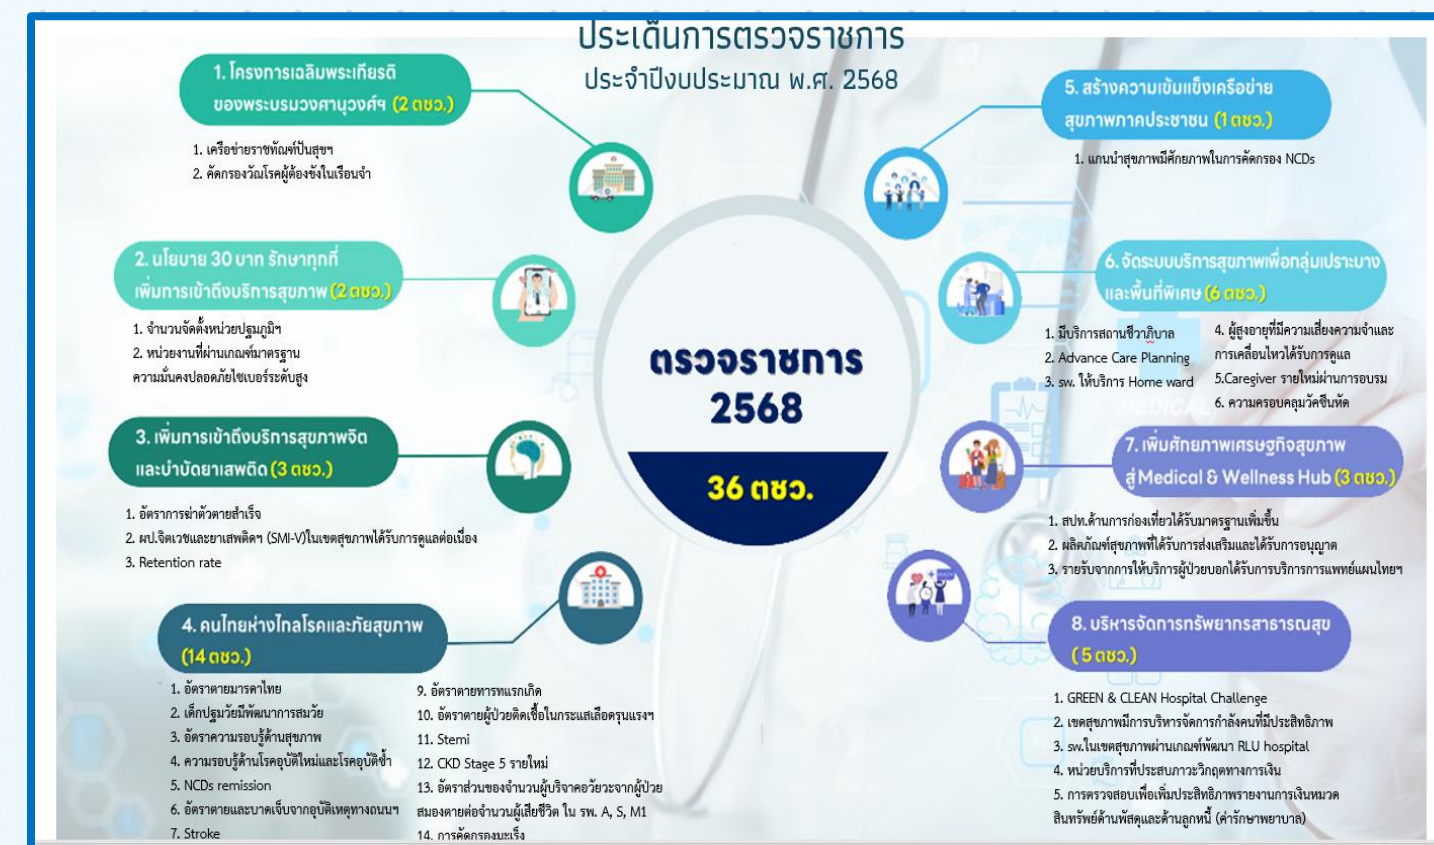 ประเด็นการตรวจราชการ
ประจำปีงบประมาณ พ.ศ. 2568
1. โครงการเฉลิมพระเกียรติ
ของพระบรมวงศานุวงศ์ฯ (2 ตชว.)
1. เครือข่ายราชทัณฑ์ปันสุขฯ
2. คัดกรองวัณโรคผู้ต้องขังในเรือนจำ
2. นโยบาย 30 บาท รักษาทุกที่
เพิ่มการเข้าถึงบริการสุขภาพ (2 ตชว.)
1. จำนวนจัดตั้งหน่วยปฐมภูมิฯ
2. หน่วยงานที่ผ่านเกณฑ์มาตรฐาน
ความมั่นคงปลอดภัยไซเบอร์ระดับสูง
3. เพิ่มการเข้าถึงบริการสุขภาพจิต
และบำบัดยาเสพติด (3 ตชว.)
1. อัตราการฆ่าตัวตายสำเร็จ
2. ผป.จิตเวชและยาเสพติดฯ (SMI-V)ในเขตสุขภาพได้รับการดูแลต่อเนื่อง
3. Retention rate
4. คนไทยห่างไกลโรคและภัยสุขภาพ
(14 ตชว.)
1. อัตราตายมารดาไทย
2. เด็กปฐมวัยมีพัฒนาการสมวัย
3. อัตราความรอบรู้ด้านสุขภาพ
4. ความรอบรู้ด้านโรคอุบัติใหม่และโรคอุบัติซ้ำ
5. NCDs remission
6. อัตราตายและบาดเจ็บจากอุบัติเหตุทางถนนฯ
7. Stroke
9. อัตราตายทารกแรกเกิด
10. อัตราตายผู้ป่วยติดเชื้อในกระแสเลือดรุนแรงฯ
11. Stemi
12. CKD Stage 5 รายใหม่
13. อัตราส่วนของจำนวนผู้บริจาคอวัยวะจากผู้ป่วย
สมองตายต่อจำนวนผู้เสียชีวิต ใน รพ. A, S, M1
14. การคัดกรองมะเร็ง
ตรวจราชการ
2568
36 ตชว.
5. สร้างความเข้มแข็งเครือข่าย
สุขภาพภาคประชาชน (1 ตชว.)
1. แกนนำสุขภาพมีศักยภาพในการคัดกรอง NCDs
6. จัดระบบบริการสุขภาพเพื่อกลุ่มเปราะบาง
และพื้นที่พิเศษ (6 ตชว.)
1. มีบริการสถานชีวาภิบาล
2. Advance Care Planning
3. รพ. ให้บริการ Home ward
4. ผู้สูงอายุที่มีความเสี่ยงความจำและ
การเคลื่อนไหวได้รับการดูแล
5.Caregiver รายใหม่ผ่านการอบรม
6. ความครอบคลุมวัคซีนหัด
MEDICAL
7. เพิ่มศักยภาพเศรษฐกิจสุขภาพ
สู่ Medical & Wellness Hub (3 ตชว.)
1. สปท.ด้านการท่องเที่ยวได้รับมาตรฐานเพิ่มขึ้น
2. ผลิตภัณฑ์สุขภาพที่ได้รับการส่งเสริมและได้รับการอนุญาต
3. รายรับจากการให้บริการผู้ป่วยนอกได้รับการบริการการแพทย์แผนไทยฯ
8. บริหารจัดการทรัพยากรสาธารณสุข
(5 ตชว.)
1. GREEN & CLEAN Hospital Challenge
2. เขตสุขภาพมีการบริหารจัดการกำลังคนที่มีประสิทธิภาพ
3. รพ.ในเขตสุขภาพผ่านเกณฑ์พัฒนา RLU hospital
4. หน่วยบริการที่ประสบภาวะวิกฤตทางการเงิน
5. การตรวจสอบเพื่อเพิ่มประสิทธิภาพรายงานการเงินหมวด
สินทรัพย์ด้านพัสดุและด้านลูกหนี้ (ค่ารักษาพยาบาล)